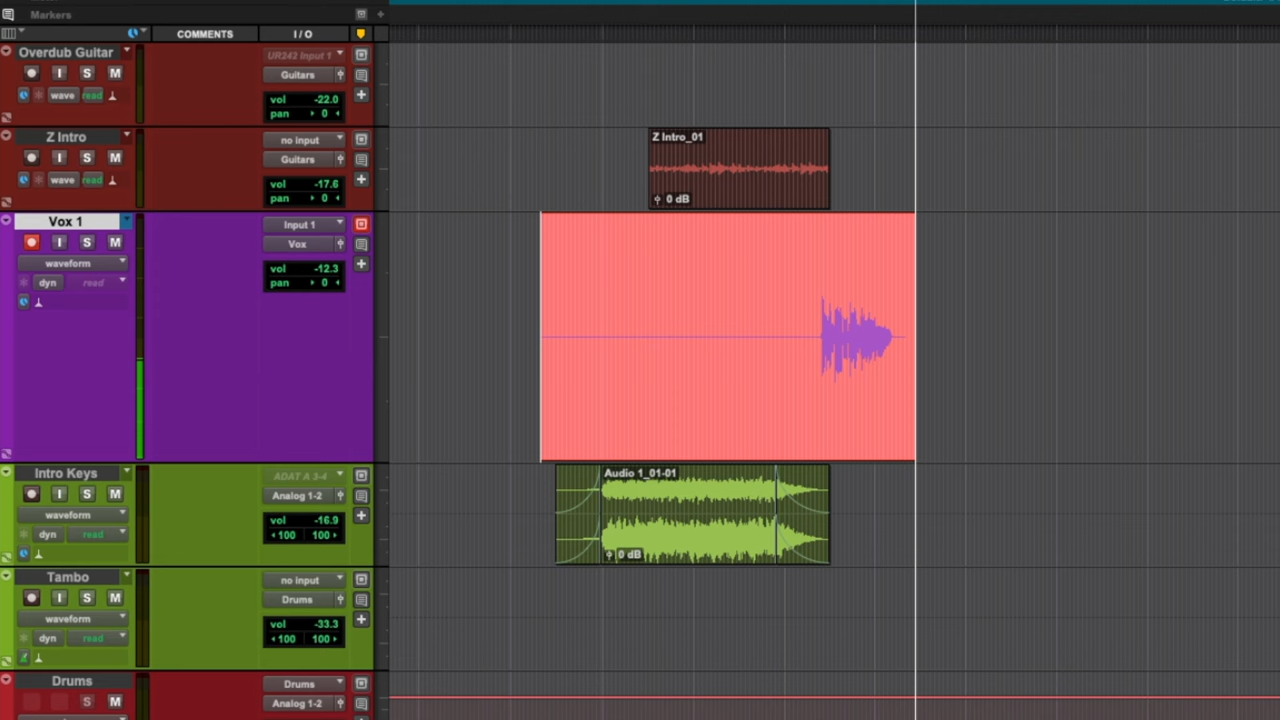 Markers
COMMENTS
I / O
Overdub Guitar
I S M
wave read
UR242 Input 1
Guitars
vol -22.0
pan 0
Z Intro
I S M
wave read
no input
Guitars
vol -17.6
pan 0
Z Intro_01
0 dB
Vox 1
I S M
waveform
dyn read
Input 1
Vox
vol -12.3
pan 0
Intro Keys
I S M
waveform
dyn read
ADAT A 3-4
Analog 1-2
vol -16.9
100 100
Audio 1_01-01
0 dB
Tambo
I S M
waveform
dyn read
no input
Drums
vol -33.3
100 100
Drums
S M
Drums
Analog 1-2